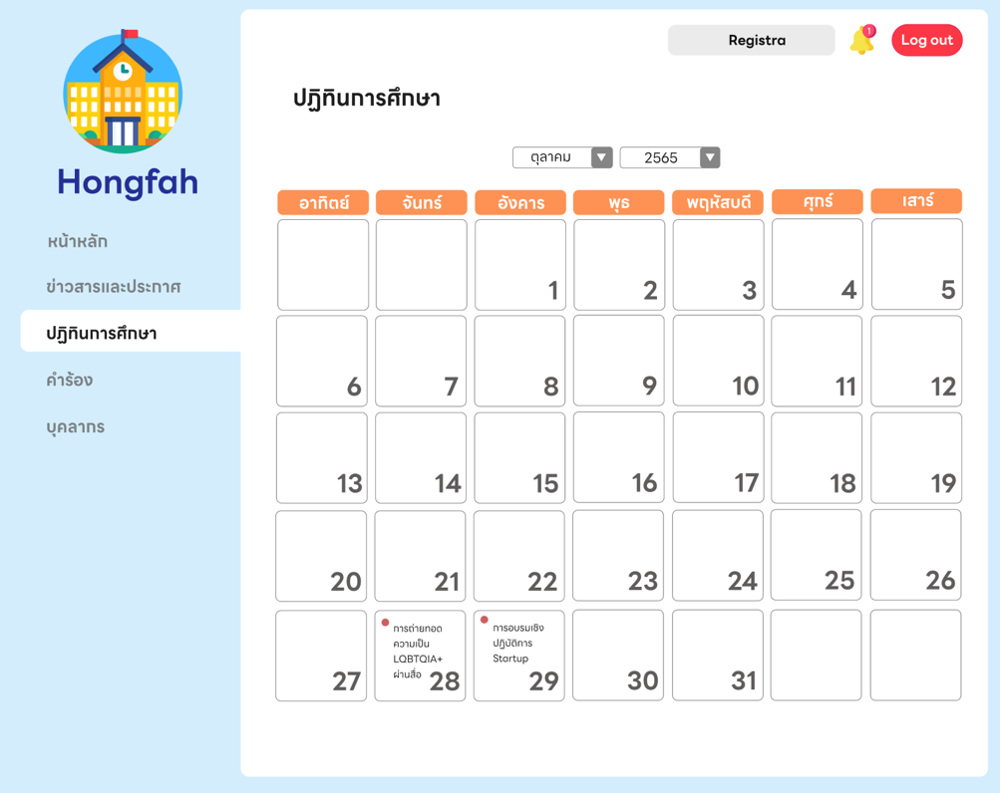 Registra
1
Log out
Hongfah
หน้าหลัก
ข่าวสารและประกาศ
ปฏิทินการศึกษา
คำร้อง
บุคลากร
ปฏิทินการศึกษา
ตุลาคม
2565
อาทิตย์ จันทร์ อังคาร พุธ พฤหัสบดี ศุกร์ เสาร์
1 2 3 4 5
6 7 8 9 10 11 12
13 14 15 16 17 18 19
20 21 22 23 24 25 26
27
การถ่ายทอด
ความเป็น
LQBTQIA+
ผ่านสื่อ 28
การอบรมเชิง
ปฏิบัติการ
Startup
29
30 31